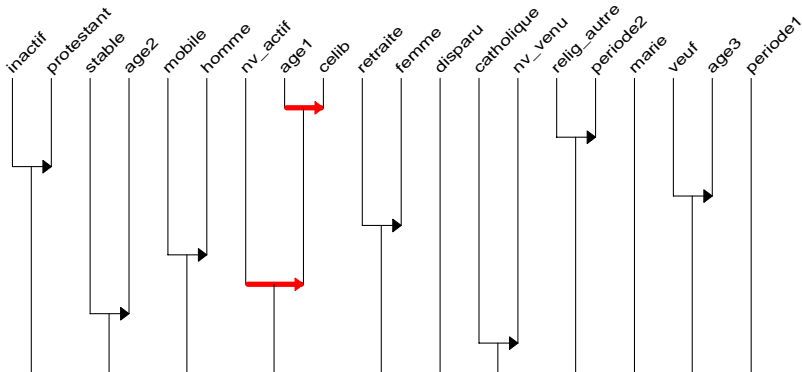 inactif
protestant
stable
age2
mobile
homme
nv_actif
age1
celib
retraite
femme
disparu
catholique
nv_venu
relig_autre
periode2
marie
veuf
age3
periode1